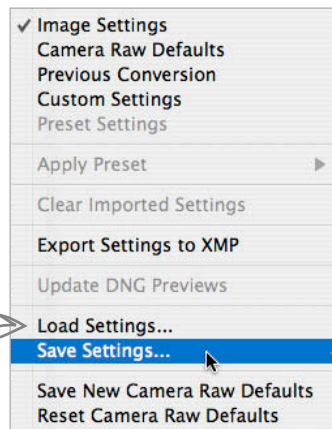 Image Settings
Camera Raw Defaults
Previous Conversion
Custom Settings
Preset Settings
Apply Preset
Clear Imported Settings
Export Settings to XMP
Update DNG Previews
Load Settings...
Save Settings...
Save New Camera Raw Defaults
Reset Camera Raw Defaults